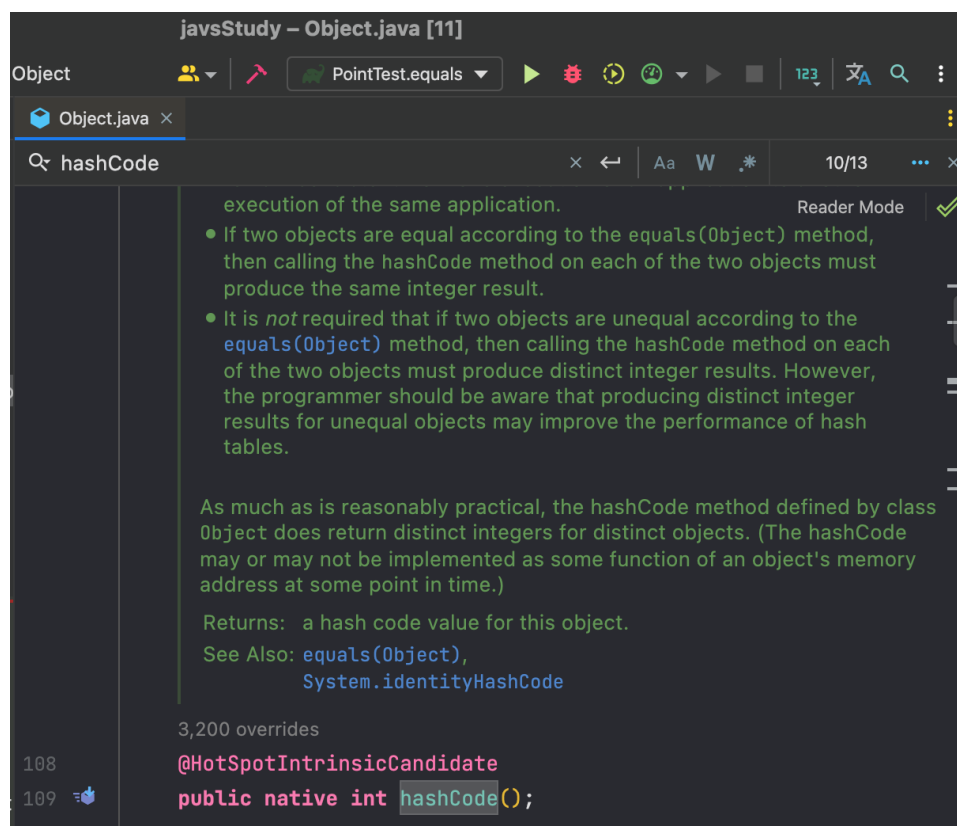 javsStudy – Object.java [11]
Object
PointTest.equals
123
Object.java
hashCode
Aa W .* 10/13
execution of the same application.
Reader Mode
• If two objects are equal according to the equals(Object) method,
then calling the hashCode method on each of the two objects must
produce the same integer result.
• It is not required that if two objects are unequal according to the
equals(Object) method, then calling the hashCode method on each
of the two objects must produce distinct integer results. However,
the programmer should be aware that producing distinct integer
results for unequal objects may improve the performance of hash
tables.
As much as is reasonably practical, the hashCode method defined by class
Object does return distinct integers for distinct objects. (The hashCode
may or may not be implemented as some function of an object's memory
address at some point in time.)
Returns: a hash code value for this object.
See Also: equals(Object),
System.identityHashCode
3,200 overrides
108 @HotSpotIntrinsicCandidate
109 public native int hashCode();